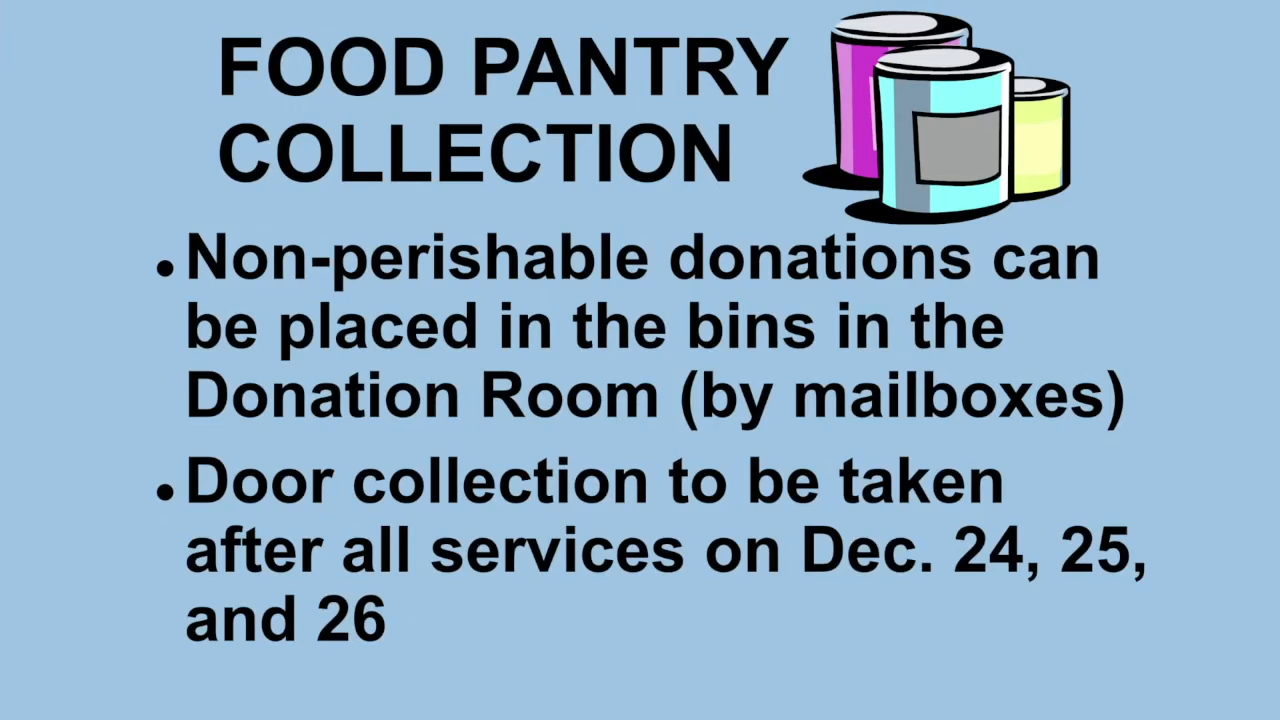 FOOD PANTRY
COLLECTION
• Non-perishable donations can
be placed in the bins in the
Donation Room (by mailboxes)
• Door collection to be taken
after all services on Dec. 24, 25,
and 26